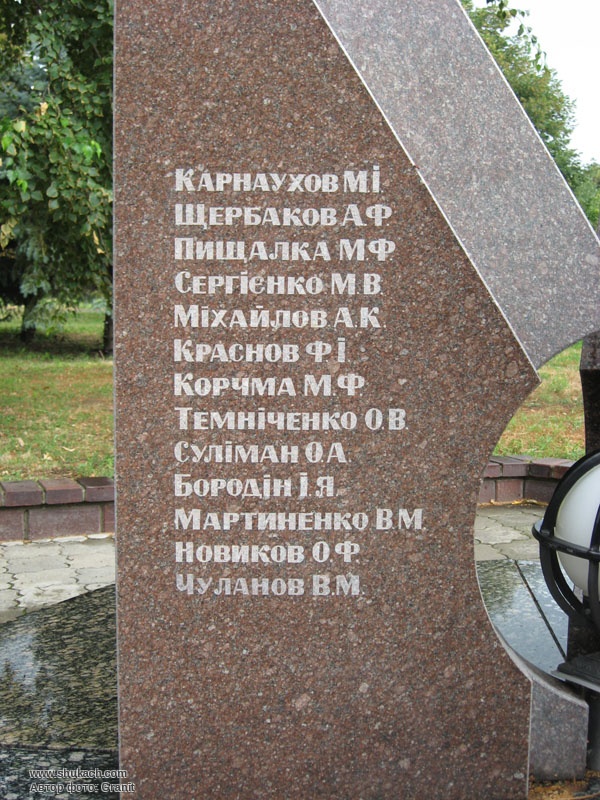 Карнаухов М.І.
Щербаков А.Ф
Пищалка М.Ф.
Сергієнко М.В.
Міхайлов А.К.
Краснов Ф.І.
Корчма М.Ф.
Темніченко О.В.
Суліман О.А.
Бородін І.Я.
Мартиненко В.М.
Новиков О.Ф.
Чуланов В.М.
www.shukach.com
Автор фото: Granit